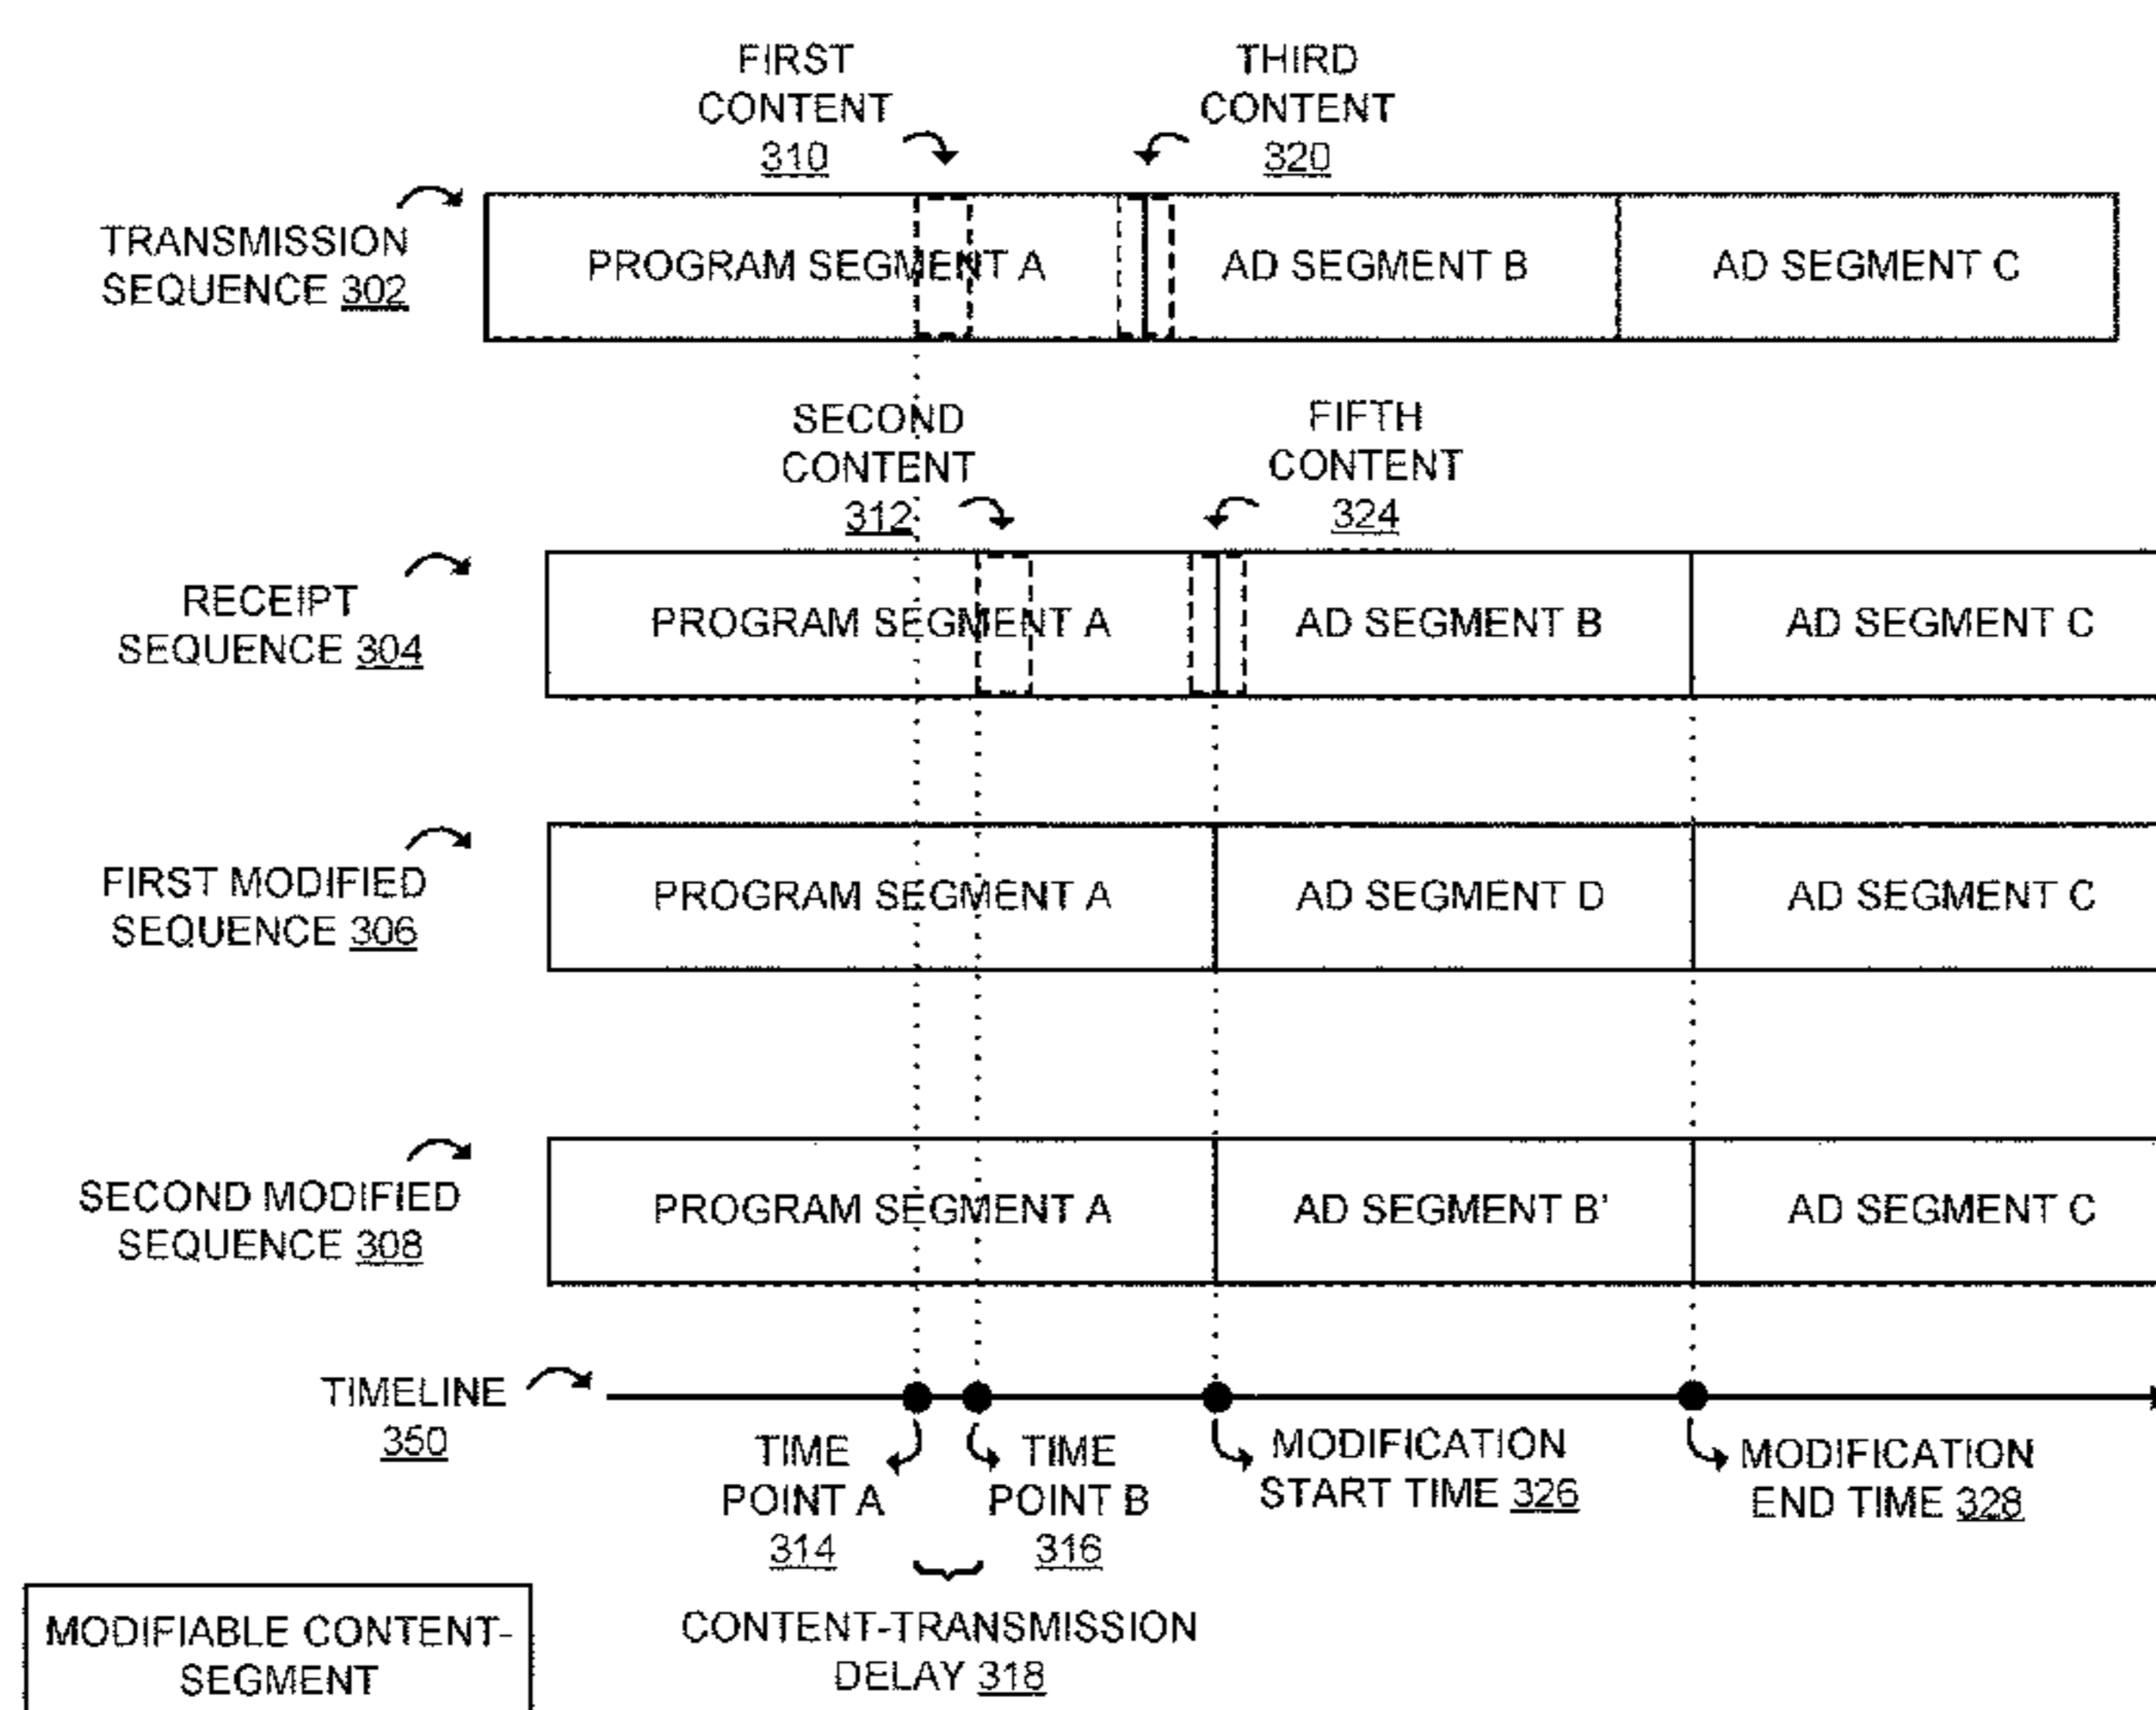 FIRST
CONTENT
310
THIRD
CONTENT
320
TRANSMISSION
SEQUENCE 302
PROGRAM SEGMENT A
AD SEGMENT B
AD SEGMENT C
SECOND
CONTENT
312
FIFTH
CONTENT
324
RECEIPT
SEQUENCE 304
PROGRAM SEGMENT A
AD SEGMENT B
AD SEGMENT C
FIRST MODIFIED
SEQUENCE 306
PROGRAM SEGMENT A
AD SEGMENT D
AD SEGMENT C
SECOND MODIFIED
SEQUENCE 308
PROGRAM SEGMENT A
AD SEGMENT B'
AD SEGMENT C
TIMELINE
350
TIME
POINT A
314
TIME
POINT B
316
MODIFICATION
START TIME 326
MODIFICATION
END TIME 328
CONTENT-TRANSMISSION
DELAY 318
MODIFIABLE CONTENT-
SEGMENT